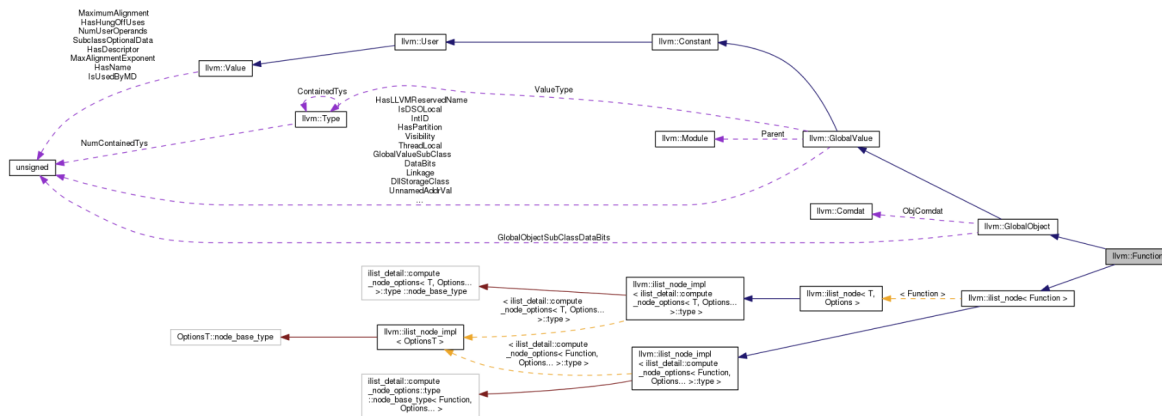 MaximumAlignment
HasHungOffUses
NumUserOperands
SubclassOptionalData
HasDescriptor
MaxAlignmentExponent
HasName
IsUsedByMD
llvm::User
llvm::Constant
llvm::Value
ContainedTys
ValueType
llvm::Type
HasLLVMReservedName
IsDSOLocal
IntID
HasPartition
Visibility
ThreadLocal
GlobalValueSubClass
DataBits
Linkage
DllStorageClass
UnnamedAddrVal
...
llvm::Module
Parent
llvm::GlobalValue
NumContainedTys
unsigned
llvm::Comdat
ObjComdat
llvm::GlobalObject
GlobalObjectSubClassDataBits
llvm::Function
ilist_detail::compute
_node_options< T, Options...
>::type ::node_base_type
llvm::ilist_node_impl
< ilist_detail::compute
_node_options< T, Options...
>::type >
llvm::ilist_node< T,
Options >
< Function >
llvm::ilist_node< Function >
< ilist_detail::compute
_node_options< T, Options...
>::type >
OptionsT::node_base_type
llvm::ilist_node_impl
< OptionsT >
< ilist_detail::compute
_node_options< Function,
Options... >::type >
llvm::ilist_node_impl
< ilist_detail::compute
_node_options< Function,
Options... >::type >
ilist_detail::compute
_node_options::type
::node_base_type< Function,
Options... >